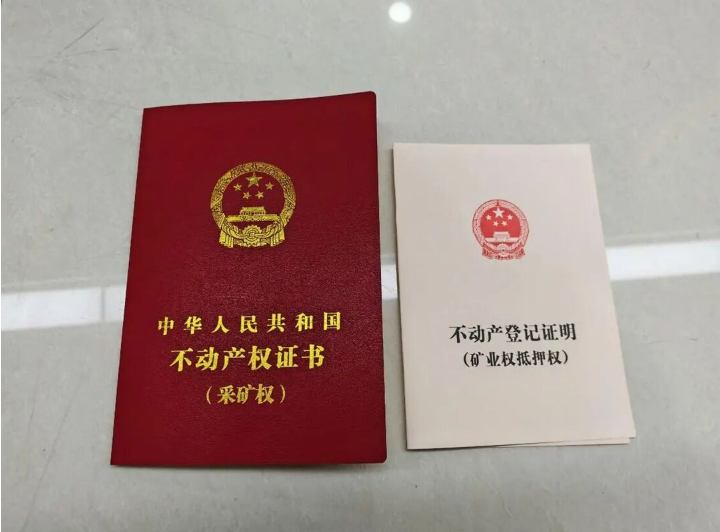 中华人民共和国
不动产权证书
（采矿权）
不动产登记证明
（矿业权抵押权）